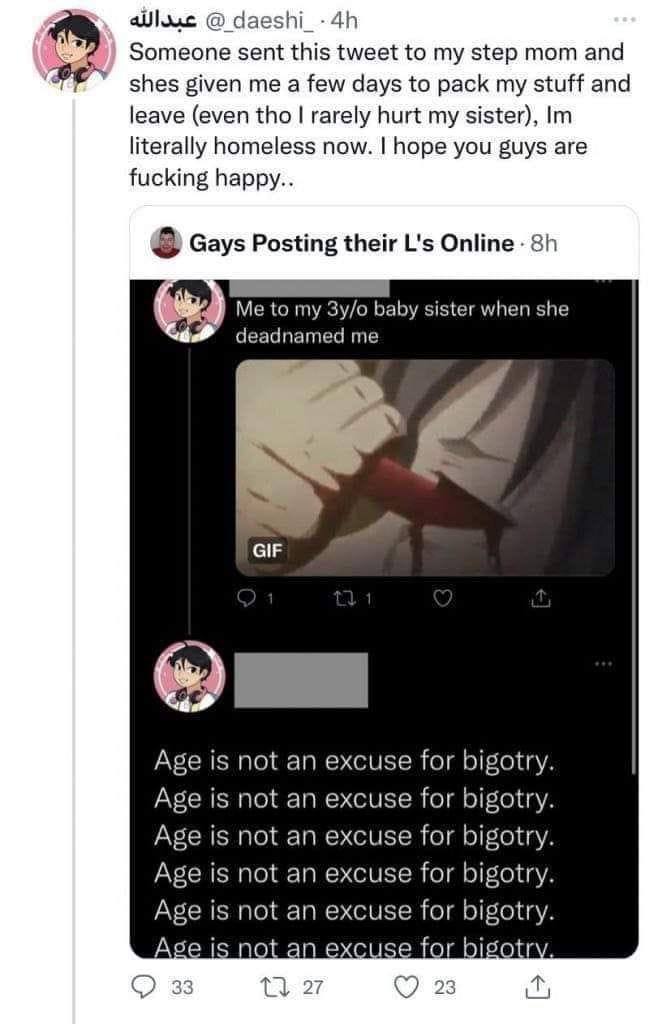 عبدالله @_daeshi_ · 4h
Someone sent this tweet to my step mom and
shes given me a few days to pack my stuff and
leave (even tho I rarely hurt my sister), Im
literally homeless now. I hope you guys are
fucking happy..
Gays Posting their L's Online · 8h
Me to my 3y/o baby sister when she
deadnamed me
GIF
1 1
Age is not an excuse for bigotry.
Age is not an excuse for bigotry.
Age is not an excuse for bigotry.
Age is not an excuse for bigotry.
Age is not an excuse for bigotry.
Age is not an excuse for bigotry.
33 27 23